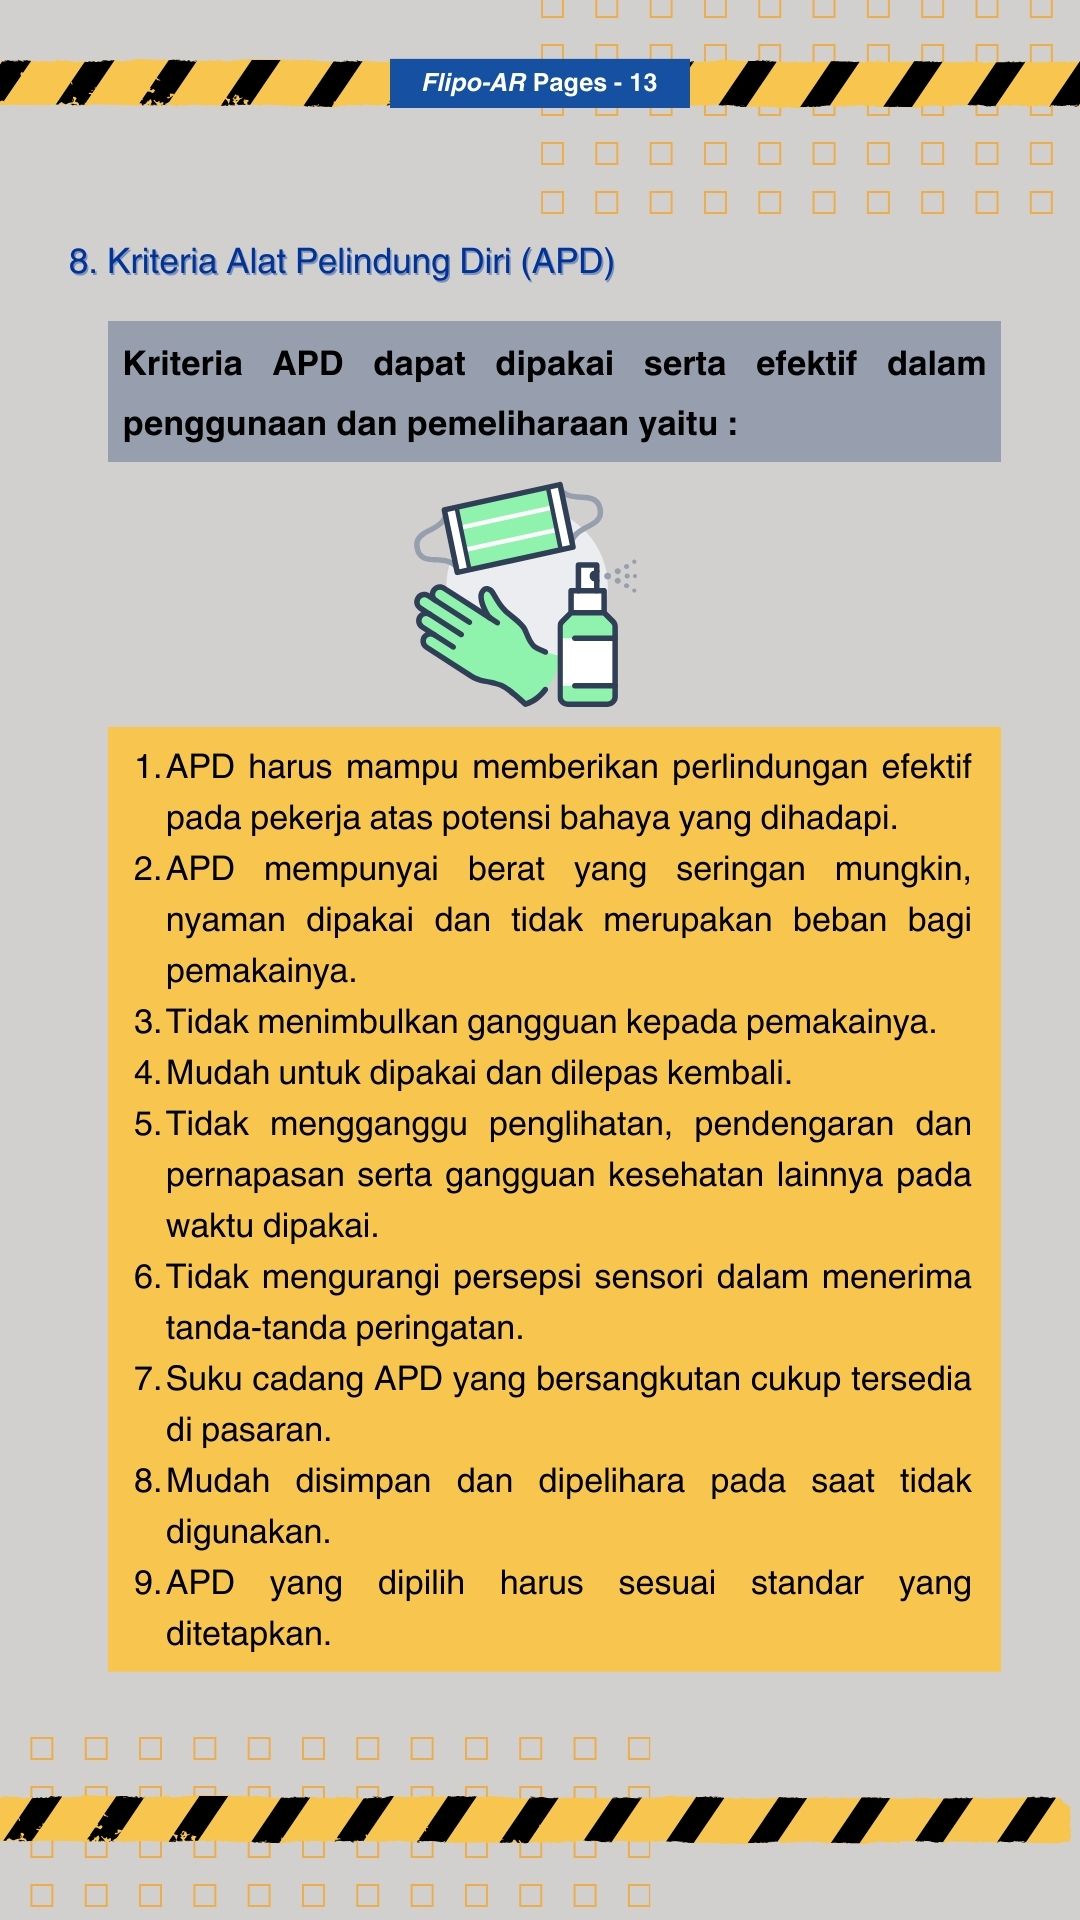 Flipo-AR Pages - 13
8. Kriteria Alat Pelindung Diri (APD)
Kriteria APD dapat dipakai serta efektif dalam
penggunaan dan pemeliharaan yaitu :
1. APD harus mampu memberikan perlindungan efektif
pada pekerja atas potensi bahaya yang dihadapi.
2. APD mempunyai berat yang seringan mungkin,
nyaman dipakai dan tidak merupakan beban bagi
pemakainya.
3. Tidak menimbulkan gangguan kepada pemakainya.
4. Mudah untuk dipakai dan dilepas kembali.
5. Tidak mengganggu penglihatan, pendengaran dan
pernapasan serta gangguan kesehatan lainnya pada
waktu dipakai.
6. Tidak mengurangi persepsi sensori dalam menerima
tanda-tanda peringatan.
7. Suku cadang APD yang bersangkutan cukup tersedia
di pasaran.
8. Mudah disimpan dan dipelihara pada saat tidak
digunakan.
9. APD yang dipilih harus sesuai standar yang
ditetapkan.